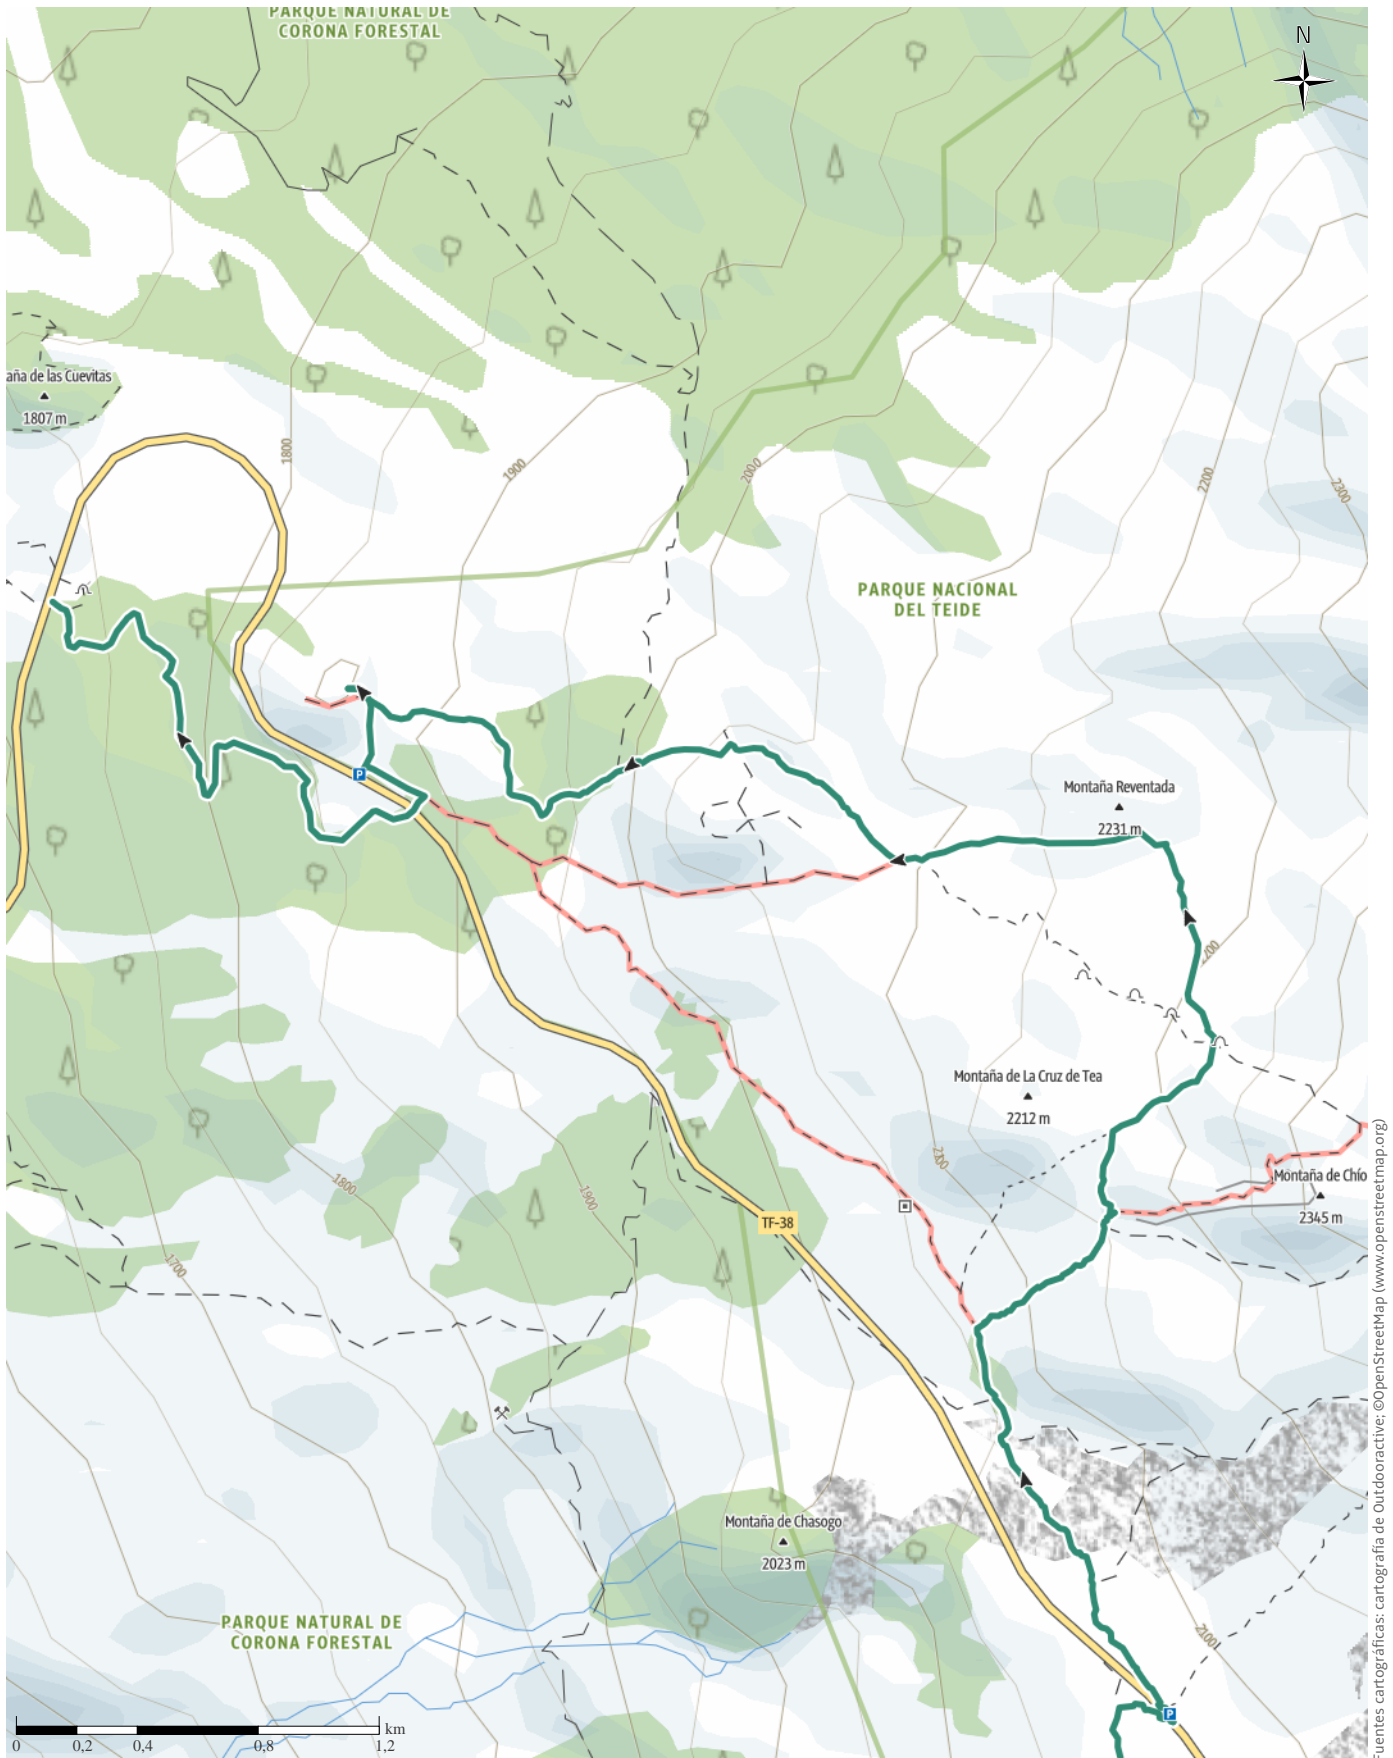 PARQUE NATURAL DE
CORONA FORESTAL
N
aña de las Cuevitas
1807 m
1800
1900
2000
2200
2300
PARQUE NACIONAL
DEL TEIDE
P
Montaña Reventada
2231 m
200
Montaña de La Cruz de Tea
2212 m
2100
Montaña de Chío
2345 m
1800
1900
1700
TF-38
Montaña de Chasogo
2023 m
PARQUE NATURAL DE
CORONA FORESTAL
2100
P
km
0 0,2 0,4 0,8 1,2
uentes cartográficas: cartografía de Outdooractive; ©OpenStreetMap (www.openstreetmap.org)